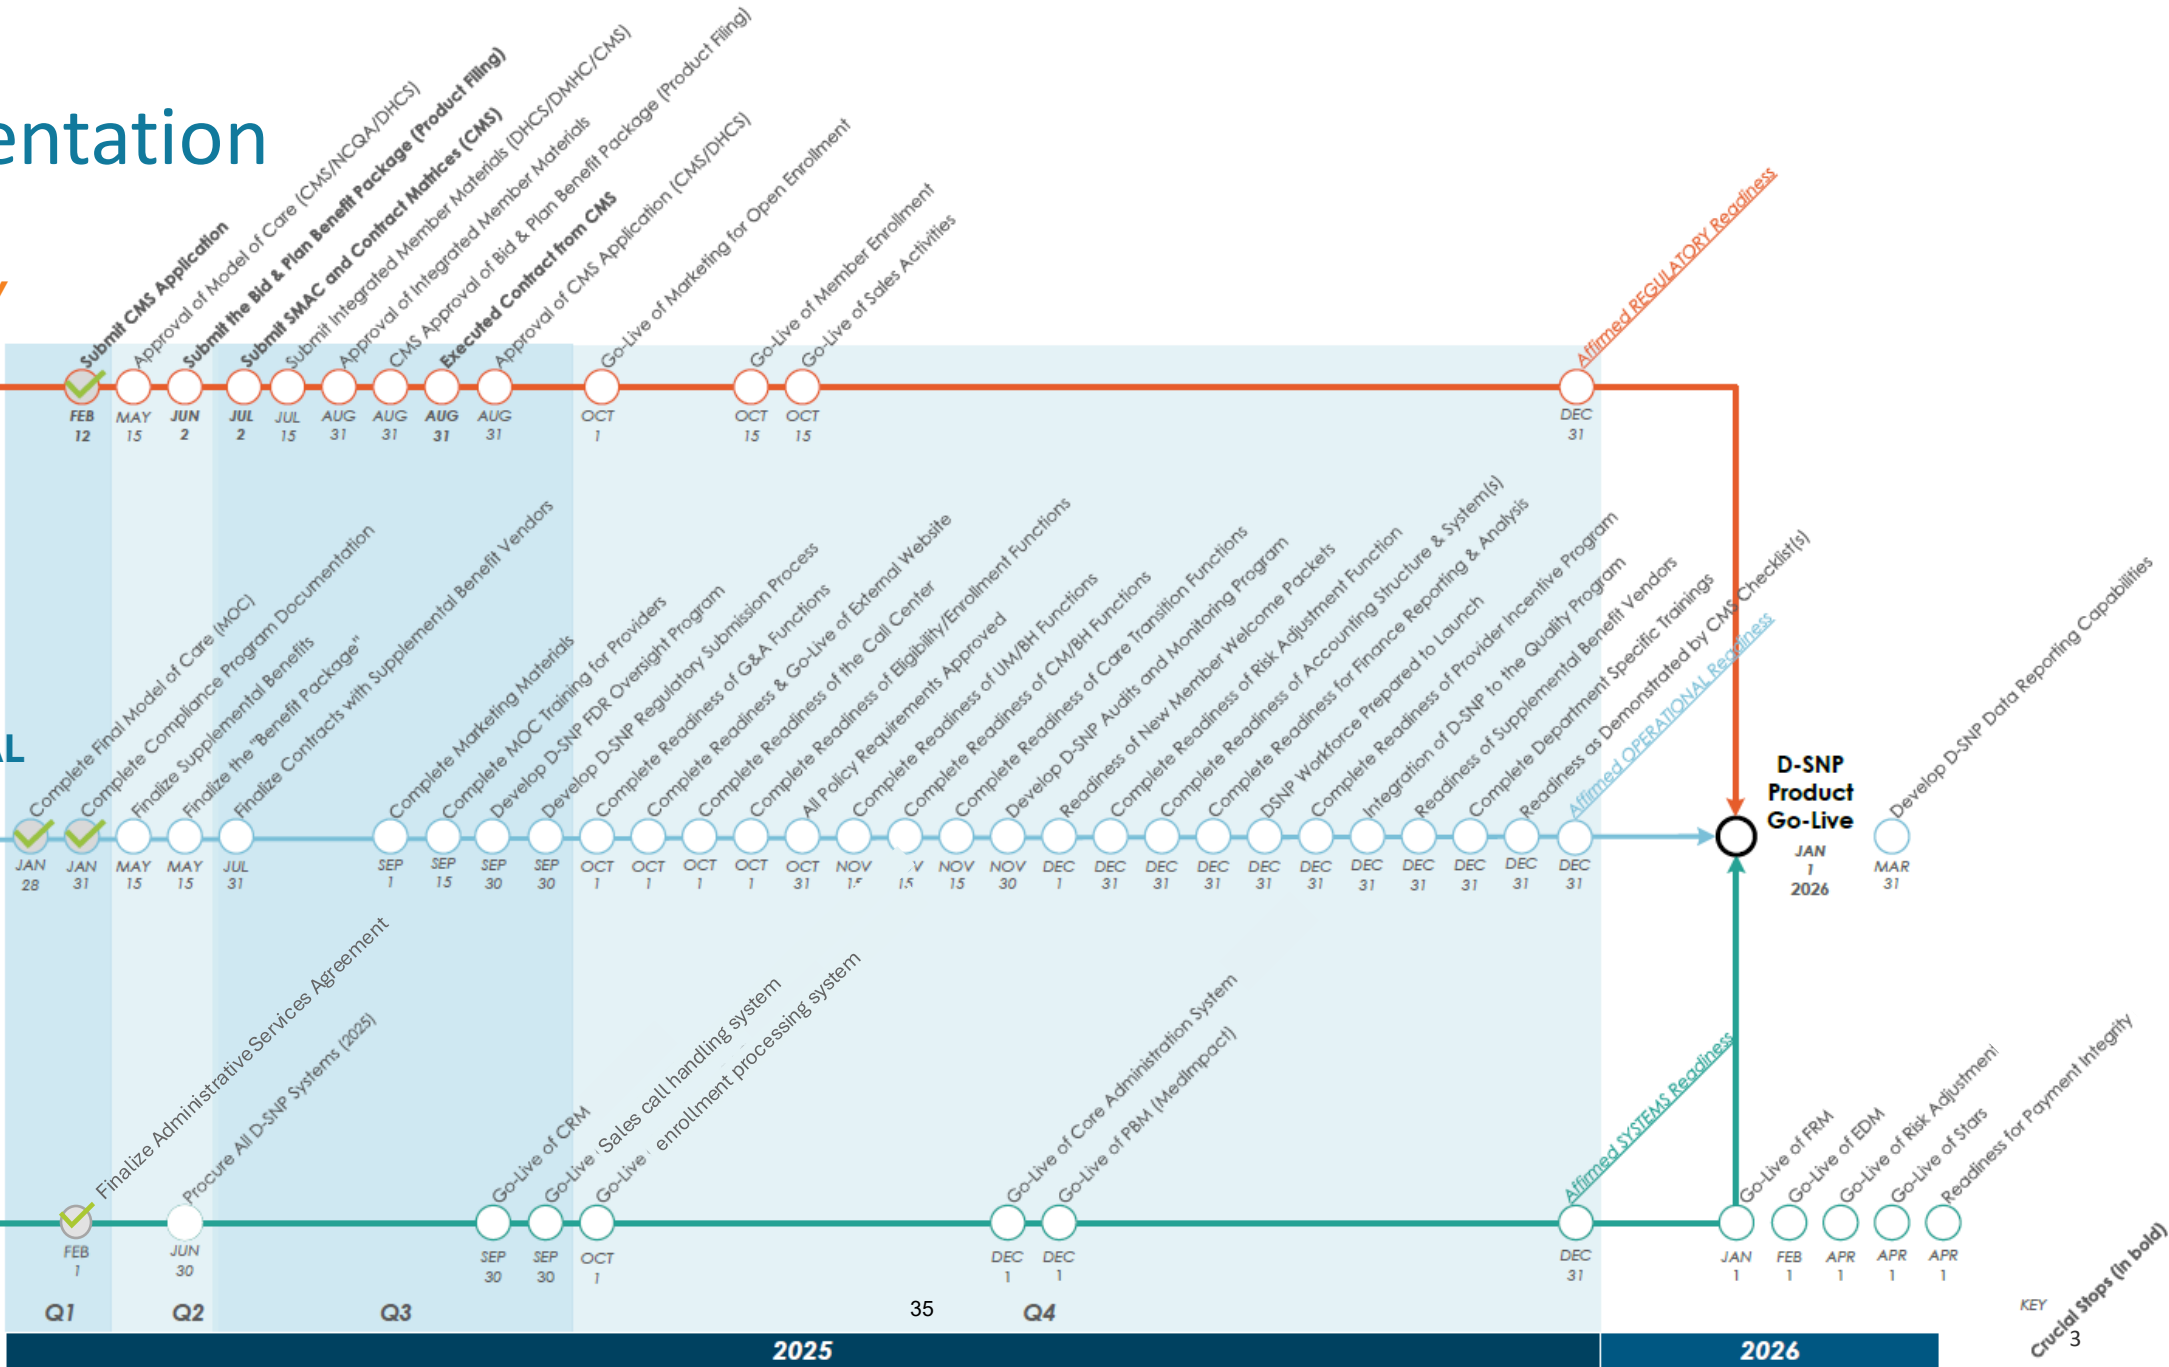 entation
Submit CMS Application
Approval of Model of Care (CMS/NCQA/DHCS)
Submit the Bid & Plan Benefit Package (Product Filing)
Submit SMAC and Contract Matrices (CMS)
Submit Integrated Member Materials (DHCS/DMHC/CMS)
Approval of Integrated Member Materials
CMS Approval of Bid & Plan Benefit Package (Product Filing)
Executed Contract from CMS
Approval of CMS Application (CMS/DHCS)
Go-Live of Marketing for Open Enrollment
Go-Live of Member Enrollment
Go-Live of Sales Activities
Affirmed REGULATORY Readiness
FEB 12
MAY 15
JUN 2
JUL 2
JUL 15
AUG 31
AUG 31
AUG 31
AUG 31
OCT 1
OCT 15
OCT 15
DEC 31
AL
Complete Final Model of Care (MOC)
Complete Compliance Program Documentation
Finalize Supplemental Benefits
Finalize the "Benefit Package"
Finalize Contracts with Supplemental Benefit Vendors
Complete Marketing Materials
Complete MOC Training for Providers
Develop D-SNP FDR Oversight Program
Develop D-SNP Regulatory Submission Process
Complete Readiness of G&A Functions
Complete Readiness & Go-Live of External Website
Complete Readiness of the Call Center
Complete Readiness of Eligibility/Enrollment Functions
All Policy Requirements Approved
Complete Readiness of UM/BH Functions
Complete Readiness of CM/BH Functions
Complete Readiness of Care Transition Functions
Develop D-SNP Audits and Monitoring Program
Readiness of New Member Welcome Packets
Complete Readiness of Risk Adjustment Function
Complete Readiness of Accounting Structure & System(s)
Complete Readiness for Finance Reporting & Analysis
DSNP Workforce Prepared to Launch
Complete Readiness of Provider Incentive Program
Integration of D-SNP to the Quality Program
Readiness of Supplemental Benefit Vendors
Complete Department Specific Trainings
Readiness as Demonstrated by CMS Checklist(s)
Affirmed OPERATIONAL Readiness
D-SNP
Product
Go-Live
JAN
1
2026
Develop D-SNP Data Reporting Capabilities
JAN 28
JAN 31
MAY 15
MAY 15
JUL 31
SEP 1
SEP 15
SEP 30
SEP 30
OCT 1
OCT 1
OCT 1
OCT 1
OCT 31
NOV
15
NOV 15
NOV 30
DEC 1
DEC 31
DEC 31
DEC 31
DEC 31
DEC 31
DEC 31
DEC 31
DEC 31
DEC 31
DEC 31
MAR 31
Finalize Administrative Services Agreement
Procure All D-SNP Systems (2025)
Go-Live of CRM
Go-Live Sales call handling system
Go-Live enrollment processing system
Go-Live of Core Administration System
Go-Live of PBM (MedImpact)
Affirmed SYSTEMS Readiness
Go-Live of FRM
Go-Live of EDM
Go-Live of Risk Adjustment
Go-Live of Stars
Readiness for Payment Integrity
FEB 1
JUN 30
SEP 30
SEP 30
OCT 1
DEC 1
DEC 1
DEC 31
JAN 1
FEB 1
APR 1
APR 1
APR 1
Q1
Q2
Q3
35
Q4
KEY
Crucial Stops (in bold)
3
2025
2026